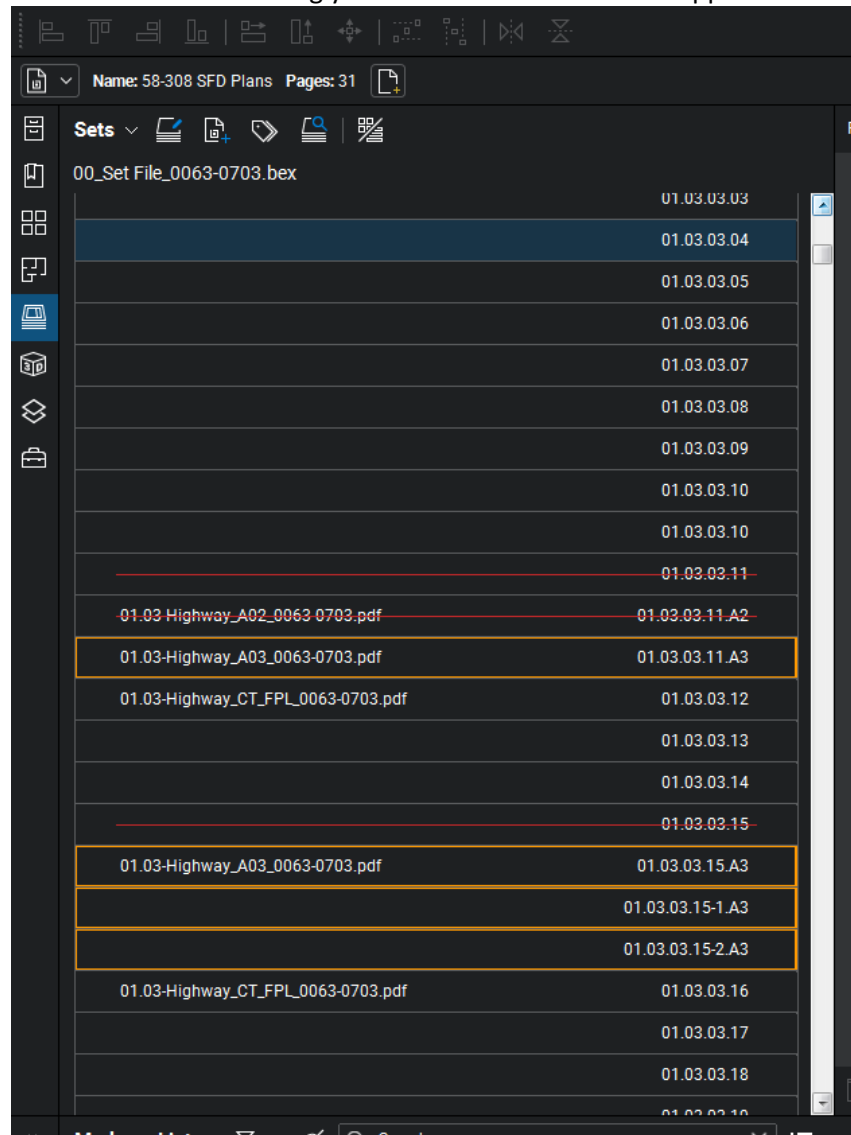 Name: 58-308 SFD Plans Pages: 31
Sets
00_Set File_0063-0703.bex
01.03.03.03
01.03.03.04
01.03.03.05
01.03.03.06
01.03.03.07
01.03.03.08
01.03.03.09
01.03.03.10
01.03.03.10
01.03.03.11
01.03-Highway_A02_0063-0703.pdf 01.03.03.11.A2
01.03-Highway_A03_0063-0703.pdf 01.03.03.11.A3
01.03-Highway_CT_FPL_0063-0703.pdf 01.03.03.12
01.03.03.13
01.03.03.14
01.03.03.15
01.03-Highway_A03_0063-0703.pdf 01.03.03.15.A3
01.03.03.15-1.A3
01.03.03.15-2.A3
01.03-Highway_CT_FPL_0063-0703.pdf 01.03.03.16
01.03.03.17
01.03.03.18
01.03.03.19